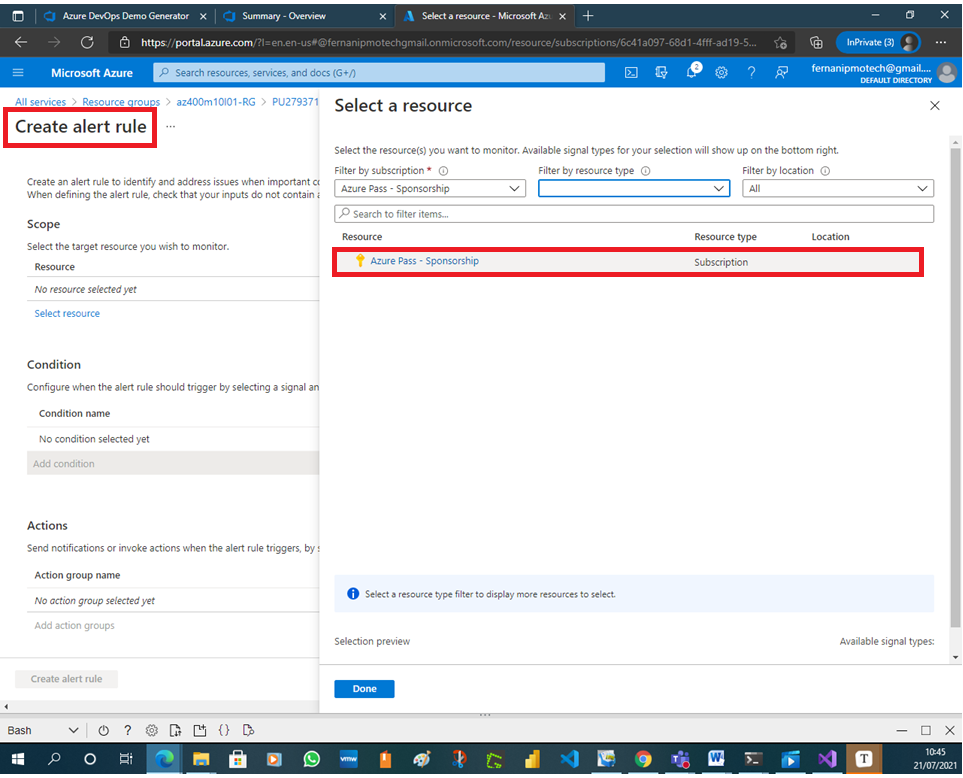 Azure DevOps Demo Generator
Summary - Overview
Select a resource - Microsoft Azu
https://portal.azure.com/?l=en.en-us#@fernanipmotechgmail.onmicrosoft.com/resource/subscriptions/6c41a097-68d1-4fff-ad19-5...
InPrivate (3)
Microsoft Azure
Search resources, services, and docs (G+/)
2
fernanipmotech@gmail....
DEFAULT DIRECTORY
All services > Resource groups > az400m10l01-RG > PU279371
Create alert rule ...
Create an alert rule to identify and address issues when important co
When defining the alert rule, check that your inputs do not contain a
Scope
Select the target resource you wish to monitor.
Resource
No resource selected yet
Select resource
Condition
Configure when the alert rule should trigger by selecting a signal an
Condition name
No condition selected yet
Add condition
Actions
Send notifications or invoke actions when the alert rule triggers, by s
Action group name
No action group selected yet
Add action groups
Create alert rule
Select a resource
Select the resource(s) you want to monitor. Available signal types for your selection will show up on the bottom right.
Filter by subscription * Filter by resource type Filter by location
Azure Pass - Sponsorship All
Search to filter items...
Resource Resource type Location
Azure Pass - Sponsorship Subscription
Select a resource type filter to display more resources to select.
Selection preview Available signal types:
Done
Bash
vmw
10:45
21/07/2021